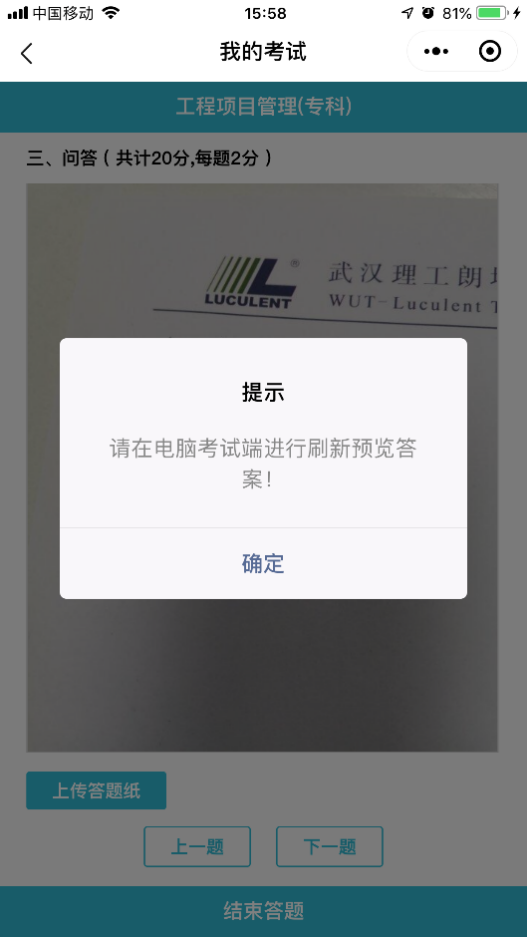 中国移动 15:58 81%
我的考试
工程项目管理(专科)
三、问答（共计20分,每题2分）
LUCULENT ®
武汉理工朗
WUT-Luculent
提示
请在电脑考试端进行刷新预览答
案！
确定
上传答题纸
上一题 下一题
结束答题